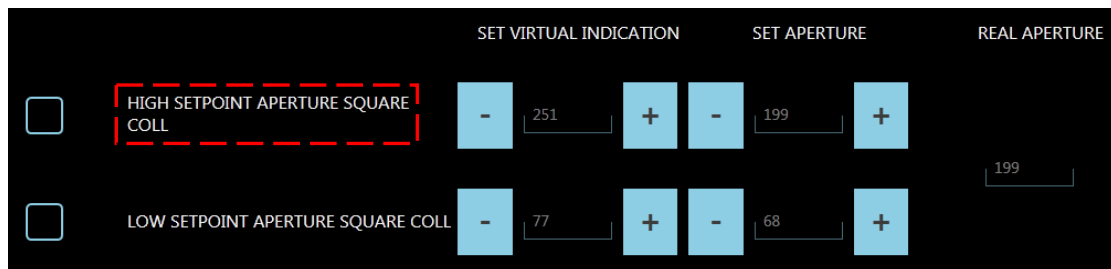 SET VIRTUAL INDICATION SET APERTURE REAL APERTURE
HIGH SETPOINT APERTURE SQUARE
COLL
- 251 + - 199 +
199
LOW SETPOINT APERTURE SQUARE COLL - 77 + - 68 +